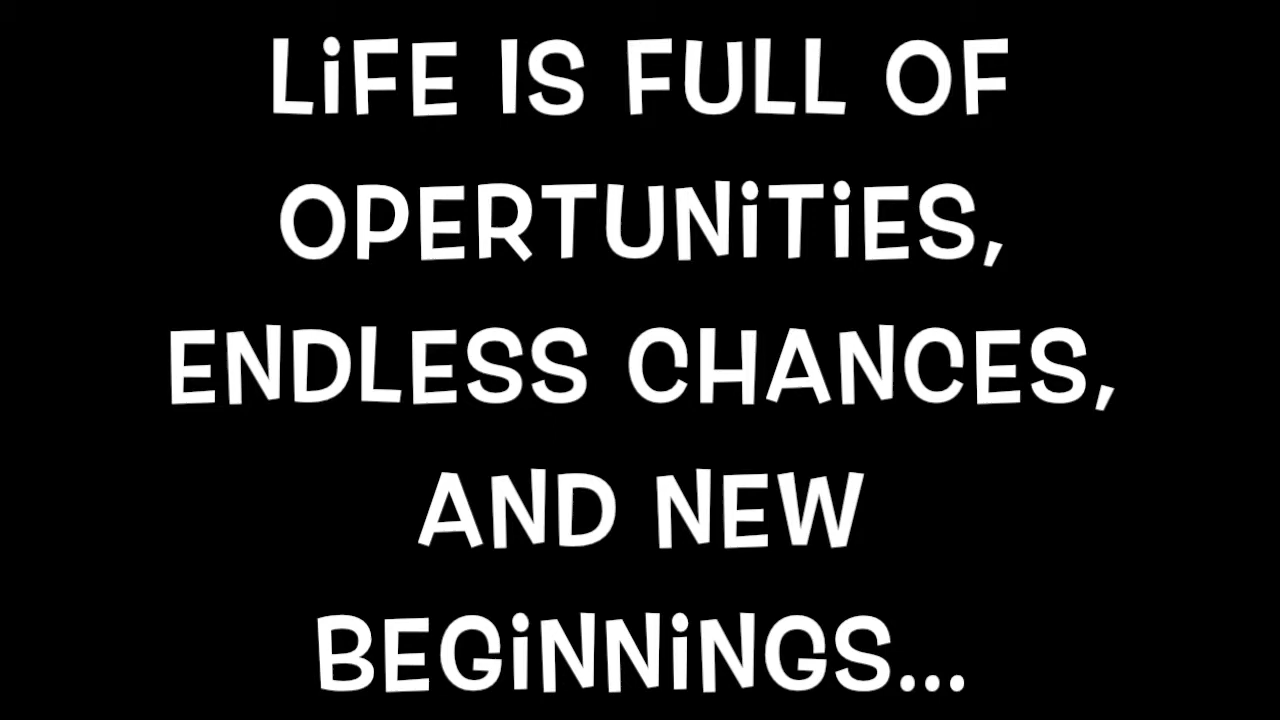 LiFE IS FULL OF
OPERTUNiTiES,
ENDLESS CHANCES,
AND NEW
BEGiNNiNGS...